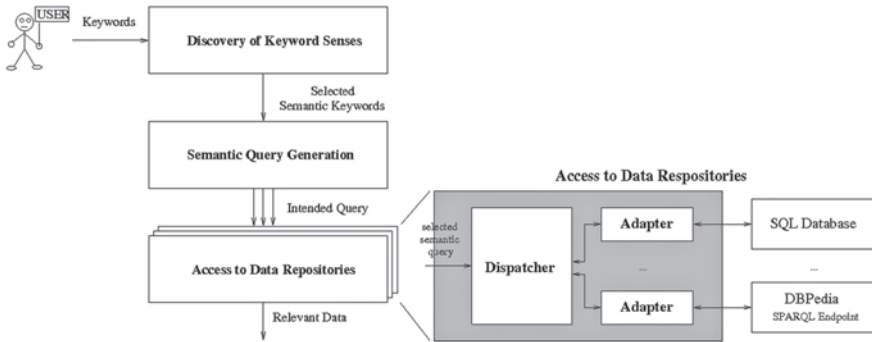 USER
Keywords
Discovery of Keyword Senses
Selected
Semantic Keywords
Semantic Query Generation
Intended Query
Access to Data Repositories
Relevant Data
Access to Data Respositories
selected
semantic
query
Dispatcher
Adapter
...
Adapter
SQL Database
...
DBPedia
SPARQL Endpoint